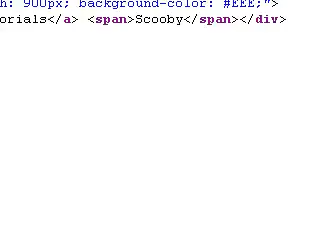 h: 900px; background-color: #EEE;">
orials</a> <span>Scooby</span></div>